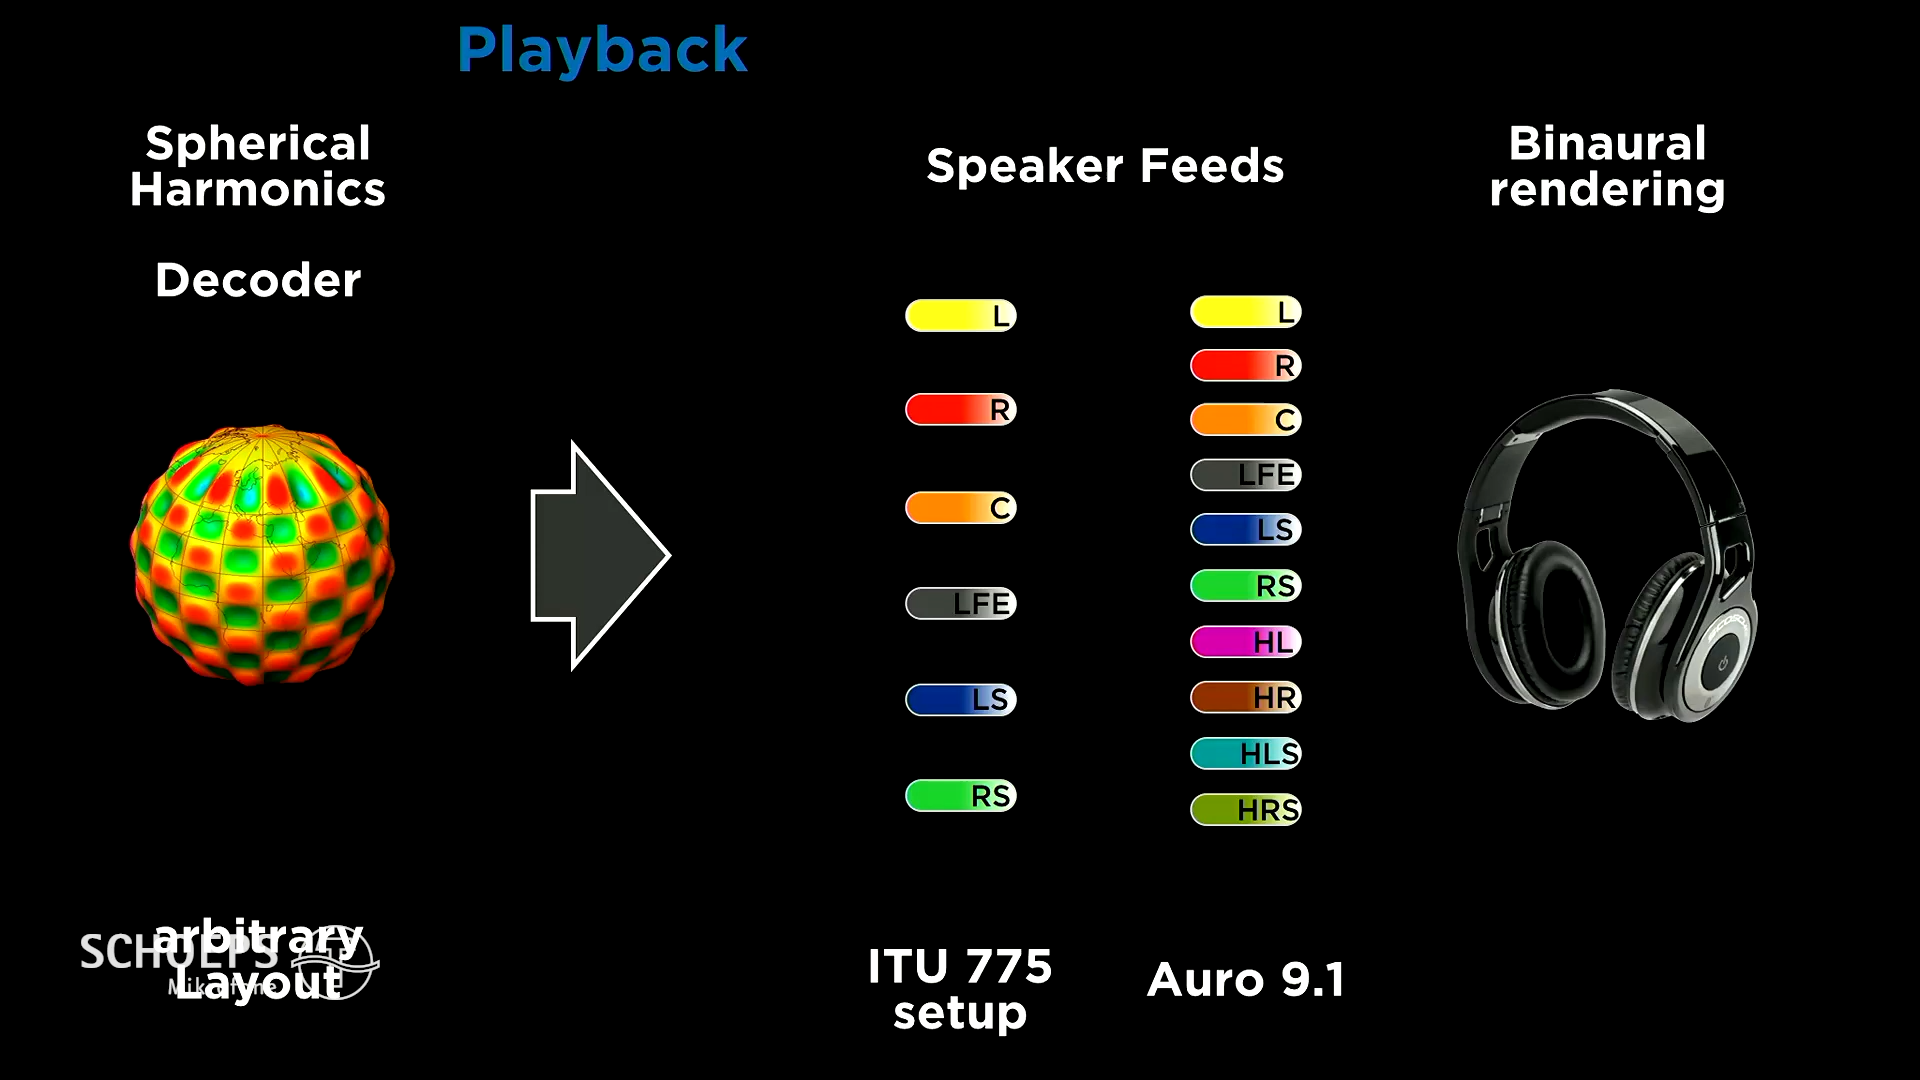 Playback
Spherical
Harmonics
Decoder
Speaker Feeds
Binaural
rendering
L
R
C
LFE
LS
RS
L
R
C
LFE
LS
RS
HL
HR
HLS
HRS
arbitrary
Layout
SCHOEPS
Mikrofone
ITU 775
setup
Auro 9.1